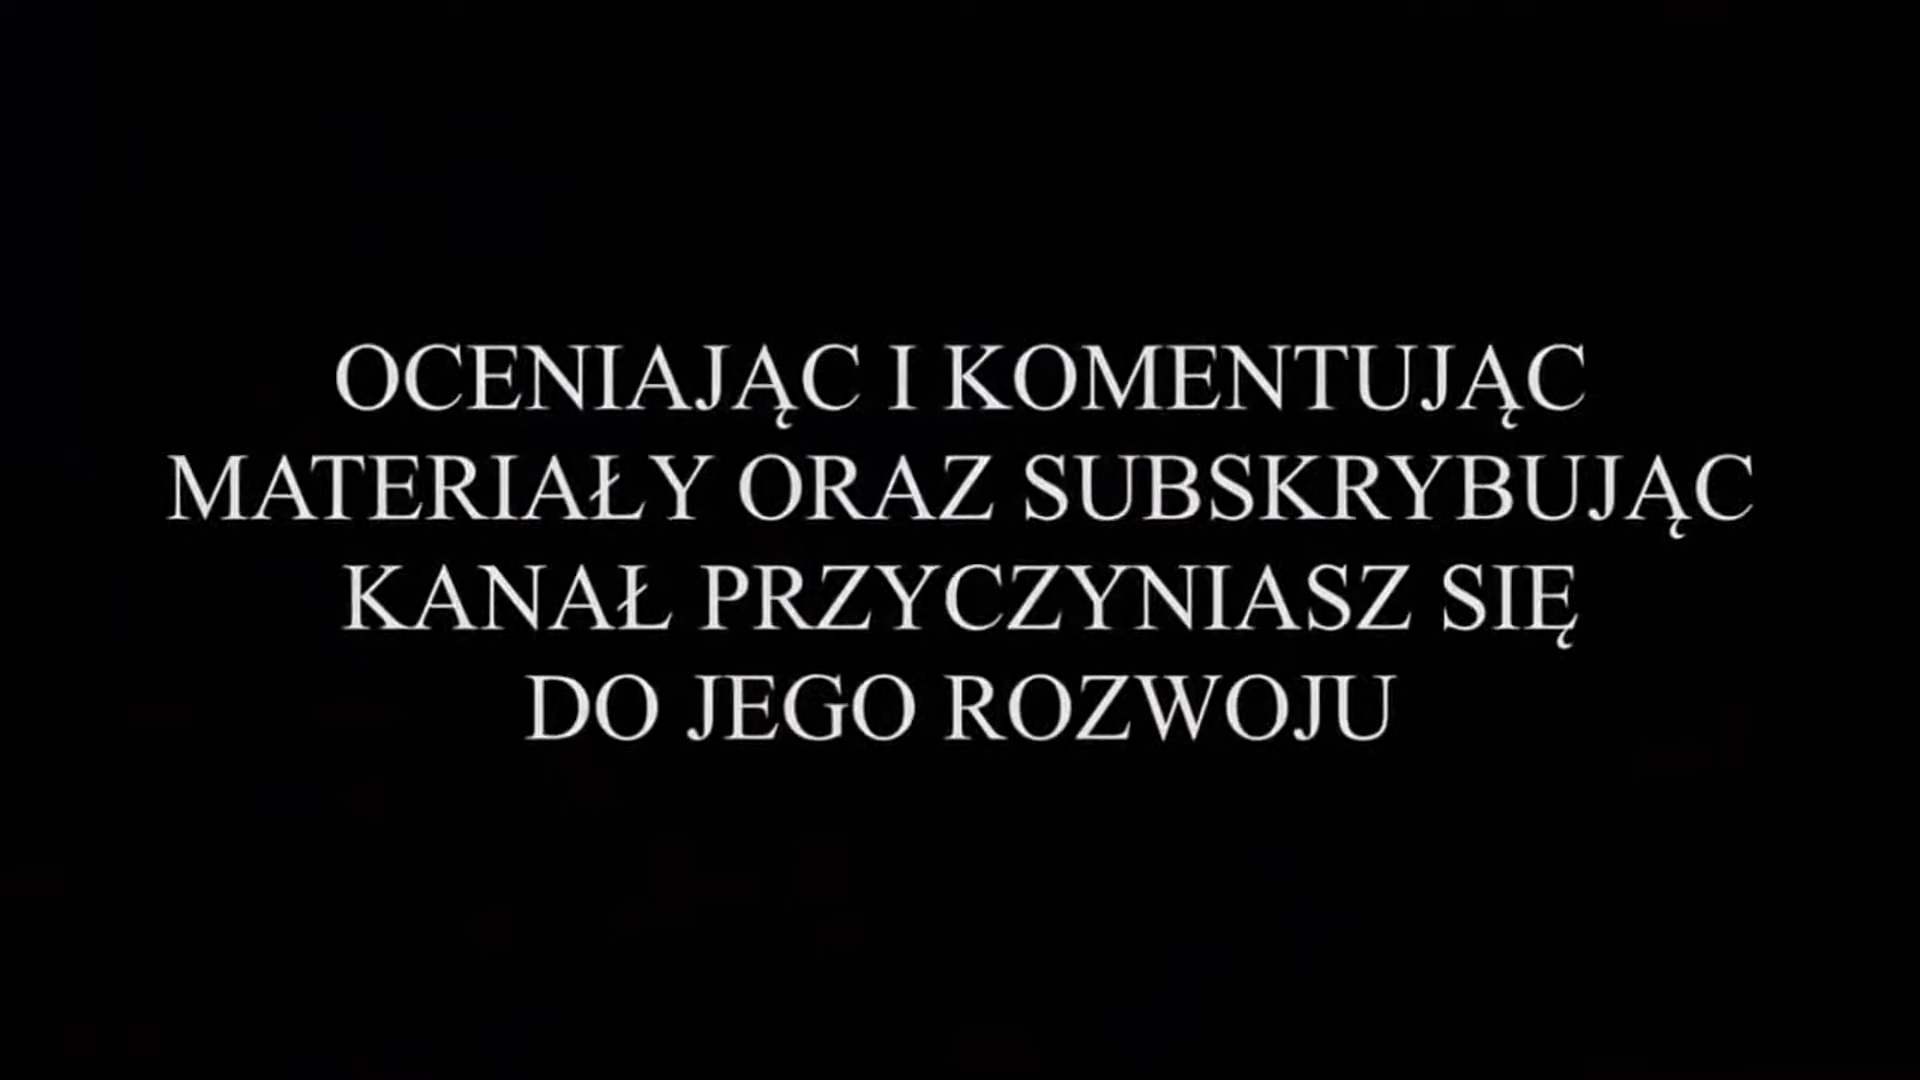 OCENIAJĄC I KOMENTUJĄC
MATERIAŁY ORAZ SUBSKRYBUJĄC
KANAŁ PRZYCZYNIASZ SIĘ
DO JEGO ROZWOJU